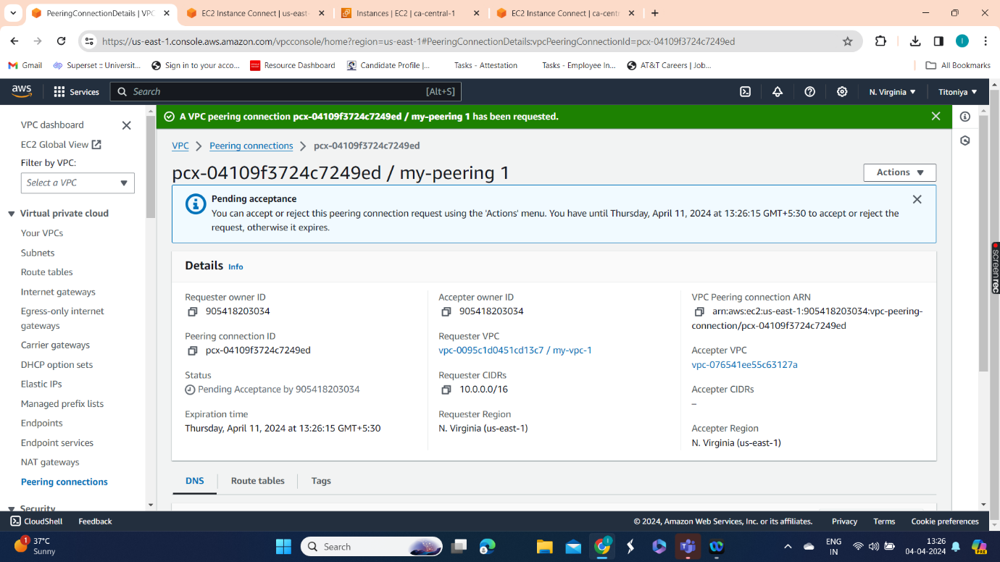 PeeringConnectionDetails | VPC
EC2 Instance Connect | us-east-
Instances | EC2 | ca-central-1
EC2 Instance Connect | ca-centr
https://us-east-1.console.aws.amazon.com/vpcconsole/home?region=us-east-1#PeeringConnectionDetails:vpcPeeringConnectionId=pcx-04109f3724c7249ed
I
Gmail
Superset :: Universit...
Sign in to your acco...
Resource Dashboard
Candidate Profile |...
Tasks - Attestation
Tasks - Employee In...
AT&T Careers | Job...
All Bookmarks
aws
Services
Search
[Alt+S]
N. Virginia
Titoniya
VPC dashboard
EC2 Global View
Filter by VPC:
Select a VPC
Virtual private cloud
Your VPCs
Subnets
Route tables
Internet gateways
Egress-only internet
gateways
Carrier gateways
DHCP option sets
Elastic IPs
Managed prefix lists
Endpoints
Endpoint services
NAT gateways
Peering connections
Security
A VPC peering connection pcx-04109f3724c7249ed / my-peering 1 has been requested.
VPC
Peering connections
pcx-04109f3724c7249ed
pcx-04109f3724c7249ed / my-peering 1
Actions
Pending acceptance
You can accept or reject this peering connection request using the 'Actions' menu. You have until Thursday, April 11, 2024 at 13:26:15 GMT+5:30 to accept or reject the
request, otherwise it expires.
Details
Info
Requester owner ID
905418203034
Peering connection ID
pcx-04109f3724c7249ed
Status
Pending Acceptance by 905418203034
Expiration time
Thursday, April 11, 2024 at 13:26:15 GMT+5:30
Accepter owner ID
905418203034
Requester VPC
vpc-0095c1d0451cd13c7 / my-vpc-1
Requester CIDRs
10.0.0.0/16
Requester Region
N. Virginia (us-east-1)
VPC Peering connection ARN
arn:aws:ec2:us-east-1:905418203034:vpc-peering-
connection/pcx-04109f3724c7249ed
Accepter VPC
vpc-076541ee55c63127a
Accepter CIDRs
–
Accepter Region
N. Virginia (us-east-1)
DNS
Route tables
Tags
screenrec
CloudShell
Feedback
© 2024, Amazon Web Services, Inc. or its affiliates.
Privacy
Terms
Cookie preferences
1
37°C
Sunny
Search
ENG
IN
13:26
04-04-2024
PRE